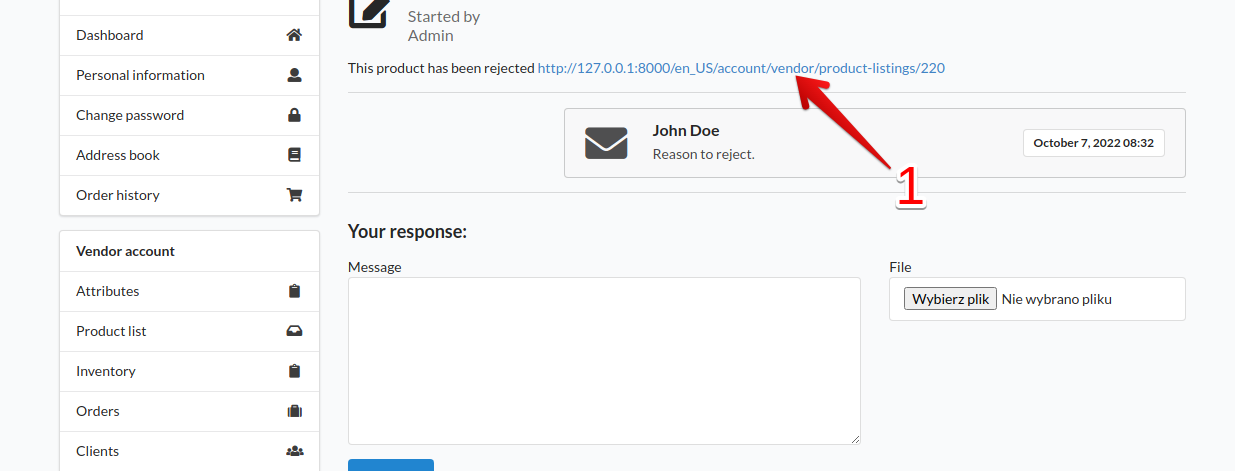 Dashboard
Personal information
Change password
Address book
Order history
Vendor account
Attributes
Product list
Inventory
Orders
Clients
Started by
Admin
This product has been rejected http://127.0.0.1:8000/en_US/account/vendor/product-listings/220
John Doe
Reason to reject.
October 7, 2022 08:32
1
Your response:
Message
File
Wybierz plik Nie wybrano pliku